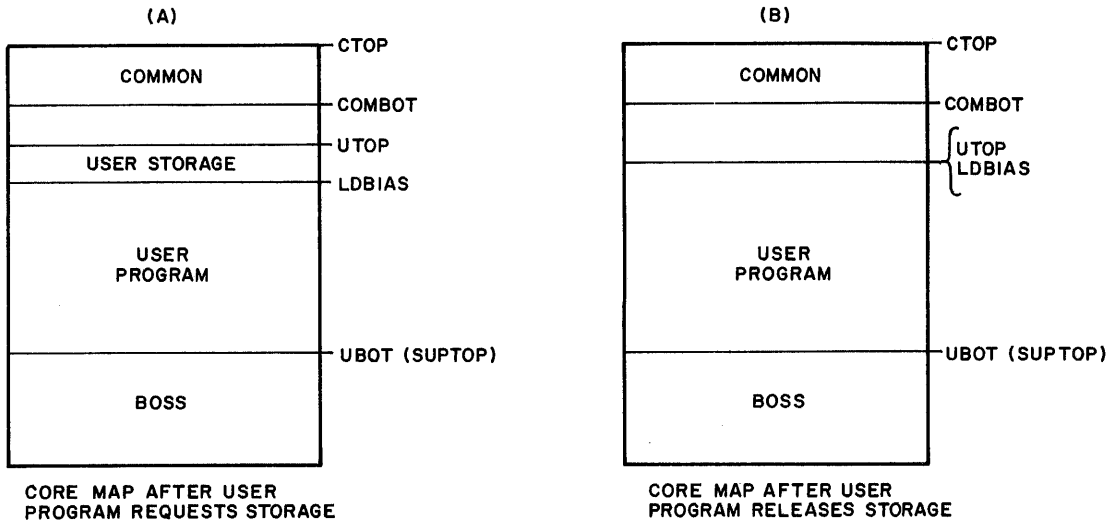 (A)
CTOP
COMMON
COMBOT
UTOP
USER STORAGE
LDBIAS
USER
PROGRAM
UBOT (SUPTOP)
BOSS
CORE MAP AFTER USER
PROGRAM REQUESTS STORAGE
(B)
CTOP
COMMON
COMBOT
UTOP
LDBIAS
USER
PROGRAM
UBOT (SUPTOP)
BOSS
CORE MAP AFTER USER
PROGRAM RELEASES STORAGE